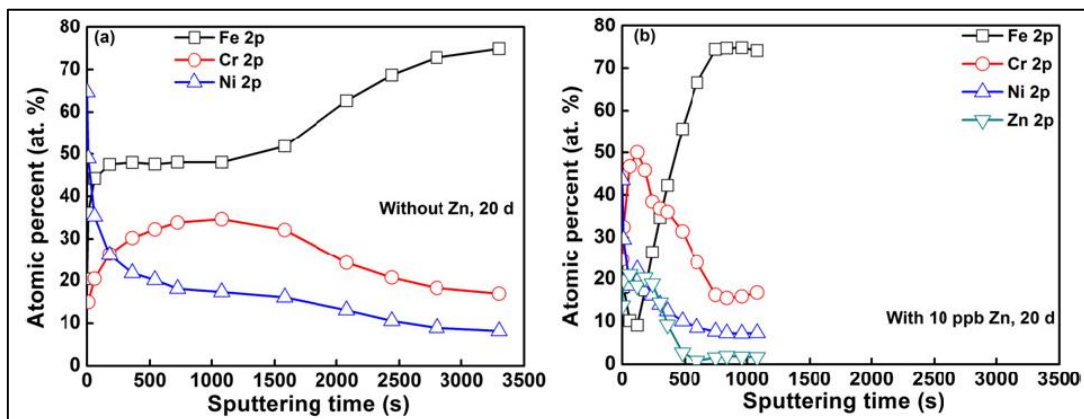 (a)
Fe 2p
Cr 2p
Ni 2p
Without Zn, 20 d
Atomic percent (at. %)
80
70
60
50
40
30
20
10
0
0 500 1000 1500 2000 2500 3000 3500
Sputtering time (s)
(b)
Fe 2p
Cr 2p
Ni 2p
Zn 2p
With 10 ppb Zn, 20 d
Atomic percent (at. %)
80
70
60
50
40
30
20
10
0
0 500 1000 1500 2000 2500 3000 3500
Sputtering time (s)